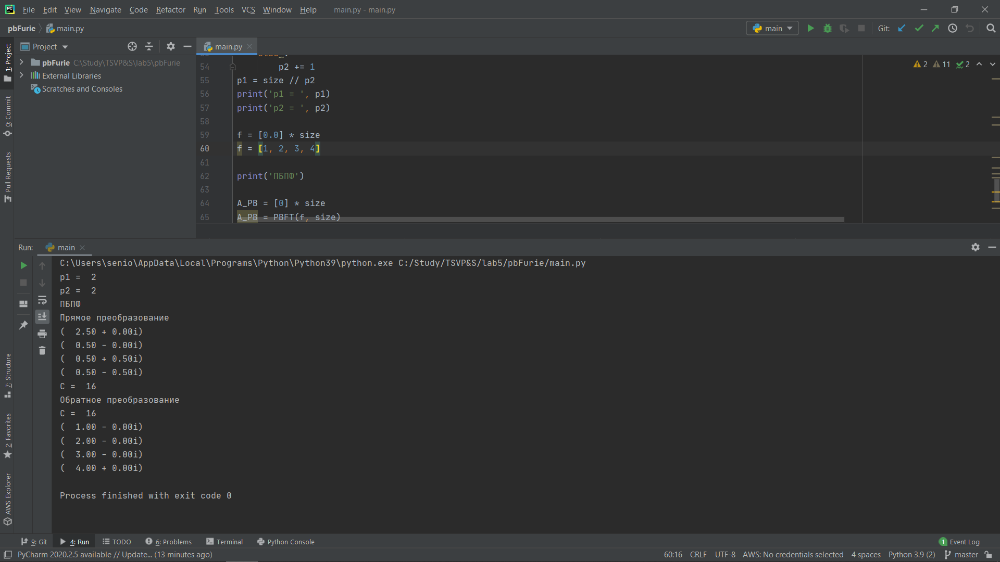 File Edit View Navigate Code Refactor Run Tools VCS Window Help main.py - main.py
pbFurie main.py
main Git:
Project
main.py
1: Project
0: Commit
Pull Requests
7: Structure
2: Favorites
AWS Explorer
pbFurie C:\Study\TSVP&S\lab5\pbFurie
External Libraries
Scratches and Consoles
2 11 2
54 p2 += 1
55 p1 = size // p2
56 print('p1 = ', p1)
57 print('p2 = ', p2)
58
59 f = [0.0] * size
60 f = [1, 2, 3, 4]
61
62 print('ПБПФ')
63
64 A_PB = [0] * size
65 A_PB = PBFT(f, size)
Run: main
C:\Users\senio\AppData\Local\Programs\Python\Python39\python.exe C:/Study/TSVP&S/lab5/pbFurie/main.py
p1 =  2
p2 =  2
ПБПФ
Прямое преобразование
(  2.50 + 0.00i)
(  0.50 - 0.00i)
(  0.50 + 0.50i)
(  0.50 - 0.50i)
C =  16
Обратное преобразование
C =  16
(  1.00 - 0.00i)
(  2.00 - 0.00i)
(  3.00 - 0.00i)
(  4.00 + 0.00i)
Process finished with exit code 0
9: Git 4: Run TODO 6: Problems Terminal Python Console 1 Event Log
PyCharm 2020.2.5 available // Update... (13 minutes ago) 60:16 CRLF UTF-8 AWS: No credentials selected 4 spaces Python 3.9 (2) master